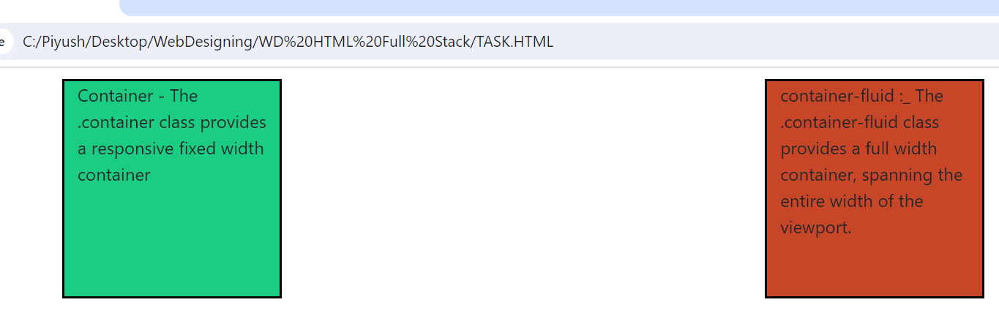 e
C:/Piyush/Desktop/WebDesigning/WD%20HTML%20Full%20Stack/TASK.HTML
Container - The
.container class provides
a responsive fixed width
container
container-fluid :_ The
.container-fluid class
provides a full width
container, spanning the
entire width of the
viewport.